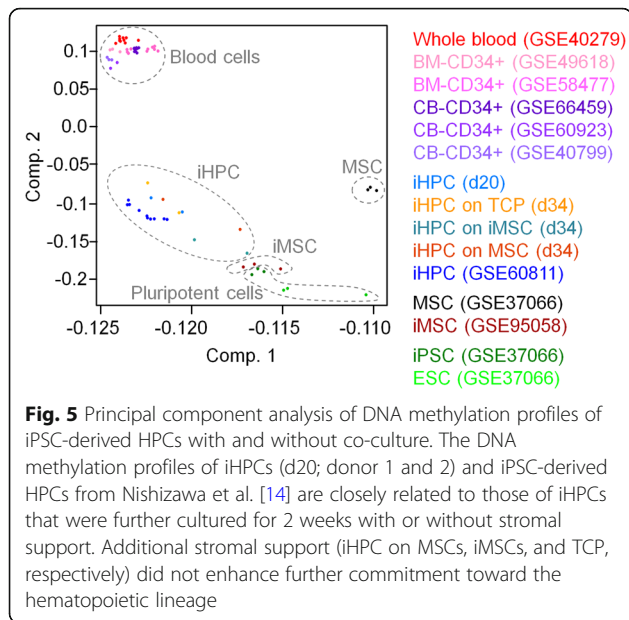 0.1
0.05
0.0
-0.05
-0.1
-0.15
-0.2
Comp. 2
Blood cells
iHPC
MSC
iMSC
Pluripotent cells
-0.125 -0.120 -0.115 -0.110
Comp. 1
Whole blood (GSE40279)
BM-CD34+ (GSE49618)
BM-CD34+ (GSE58477)
CB-CD34+ (GSE66459)
CB-CD34+ (GSE60923)
CB-CD34+ (GSE40799)
iHPC (d20)
iHPC on TCP (d34)
iHPC on iMSC (d34)
iHPC on MSC (d34)
iHPC (GSE60811)
MSC (GSE37066)
iMSC (GSE95058)
iPSC (GSE37066)
ESC (GSE37066)
Fig. 5 Principal component analysis of DNA methylation profiles of
iPSC-derived HPCs with and without co-culture. The DNA
methylation profiles of iHPCs (d20; donor 1 and 2) and iPSC-derived
HPCs from Nishizawa et al. [14] are closely related to those of iHPCs
that were further cultured for 2 weeks with or without stromal
support. Additional stromal support (iHPC on MSCs, iMSCs, and TCP,
respectively) did not enhance further commitment toward the
hematopoietic lineage